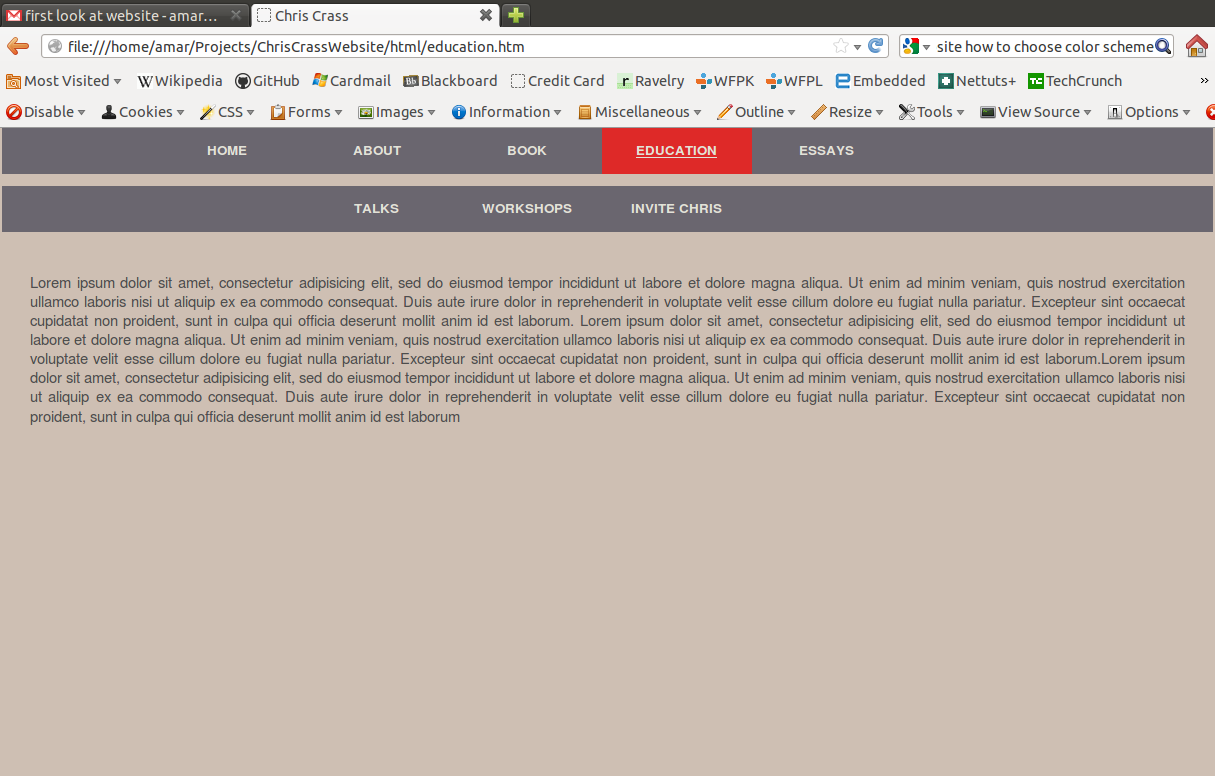 first look at website - amar... Chris Crass
file:///home/amar/Projects/ChrisCrassWebsite/html/education.htm site how to choose color scheme
Most Visited Wikipedia GitHub Cardmail Bb Blackboard Credit Card r Ravelry WFPK WFPL Embedded Nettuts+ TC TechCrunch »
Disable Cookies CSS Forms Images Information Miscellaneous Outline Resize Tools View Source Options
HOME ABOUT BOOK EDUCATION ESSAYS
TALKS WORKSHOPS INVITE CHRIS
Lorem ipsum dolor sit amet, consectetur adipisicing elit, sed do eiusmod tempor incididunt ut labore et dolore magna aliqua. Ut enim ad minim veniam, quis nostrud exercitation
ullamco laboris nisi ut aliquip ex ea commodo consequat. Duis aute irure dolor in reprehenderit in voluptate velit esse cillum dolore eu fugiat nulla pariatur. Excepteur sint occaecat
cupidatat non proident, sunt in culpa qui officia deserunt mollit anim id est laborum. Lorem ipsum dolor sit amet, consectetur adipisicing elit, sed do eiusmod tempor incididunt ut
labore et dolore magna aliqua. Ut enim ad minim veniam, quis nostrud exercitation ullamco laboris nisi ut aliquip ex ea commodo consequat. Duis aute irure dolor in reprehenderit in
voluptate velit esse cillum dolore eu fugiat nulla pariatur. Excepteur sint occaecat cupidatat non proident, sunt in culpa qui officia deserunt mollit anim id est laborum.Lorem ipsum
dolor sit amet, consectetur adipisicing elit, sed do eiusmod tempor incididunt ut labore et dolore magna aliqua. Ut enim ad minim veniam, quis nostrud exercitation ullamco laboris nisi
ut aliquip ex ea commodo consequat. Duis aute irure dolor in reprehenderit in voluptate velit esse cillum dolore eu fugiat nulla pariatur. Excepteur sint occaecat cupidatat non
proident, sunt in culpa qui officia deserunt mollit anim id est laborum